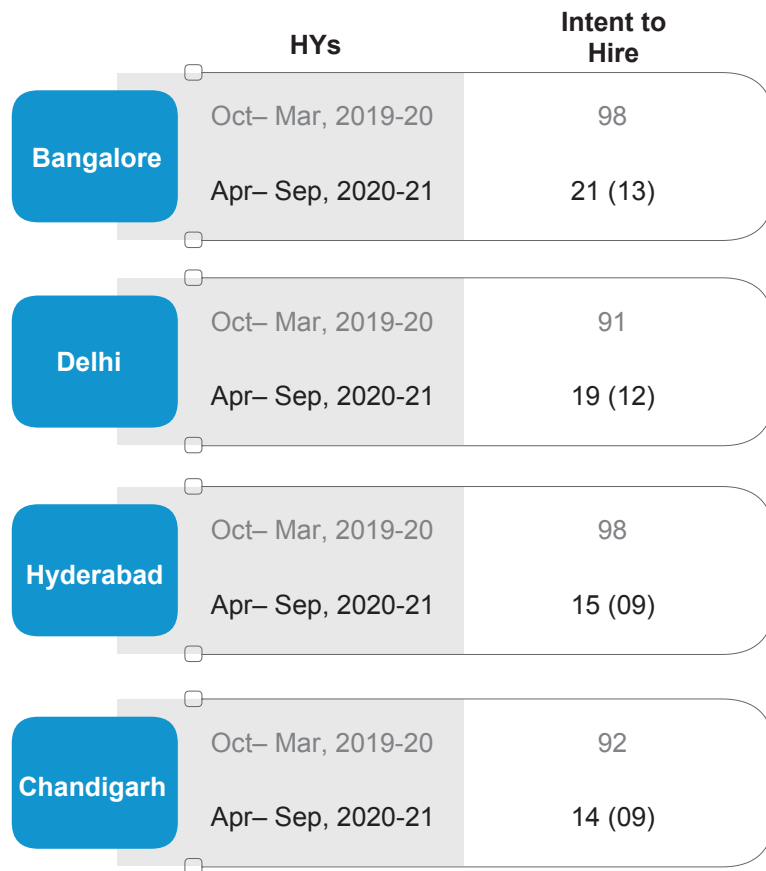 HYs
Intent to
Hire
Bangalore
Oct– Mar, 2019-20 98
Apr– Sep, 2020-21 21 (13)
Delhi
Oct– Mar, 2019-20 91
Apr– Sep, 2020-21 19 (12)
Hyderabad
Oct– Mar, 2019-20 98
Apr– Sep, 2020-21 15 (09)
Chandigarh
Oct– Mar, 2019-20 92
Apr– Sep, 2020-21 14 (09)